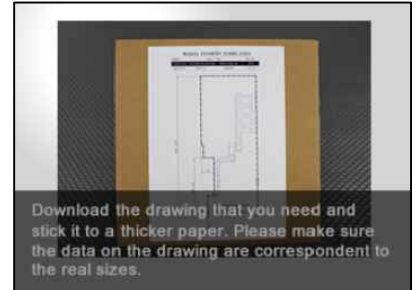 Download the drawing that you need and
stick it to a thicker paper. Please make sure
the data on the drawing are correspondent to
the real sizes.